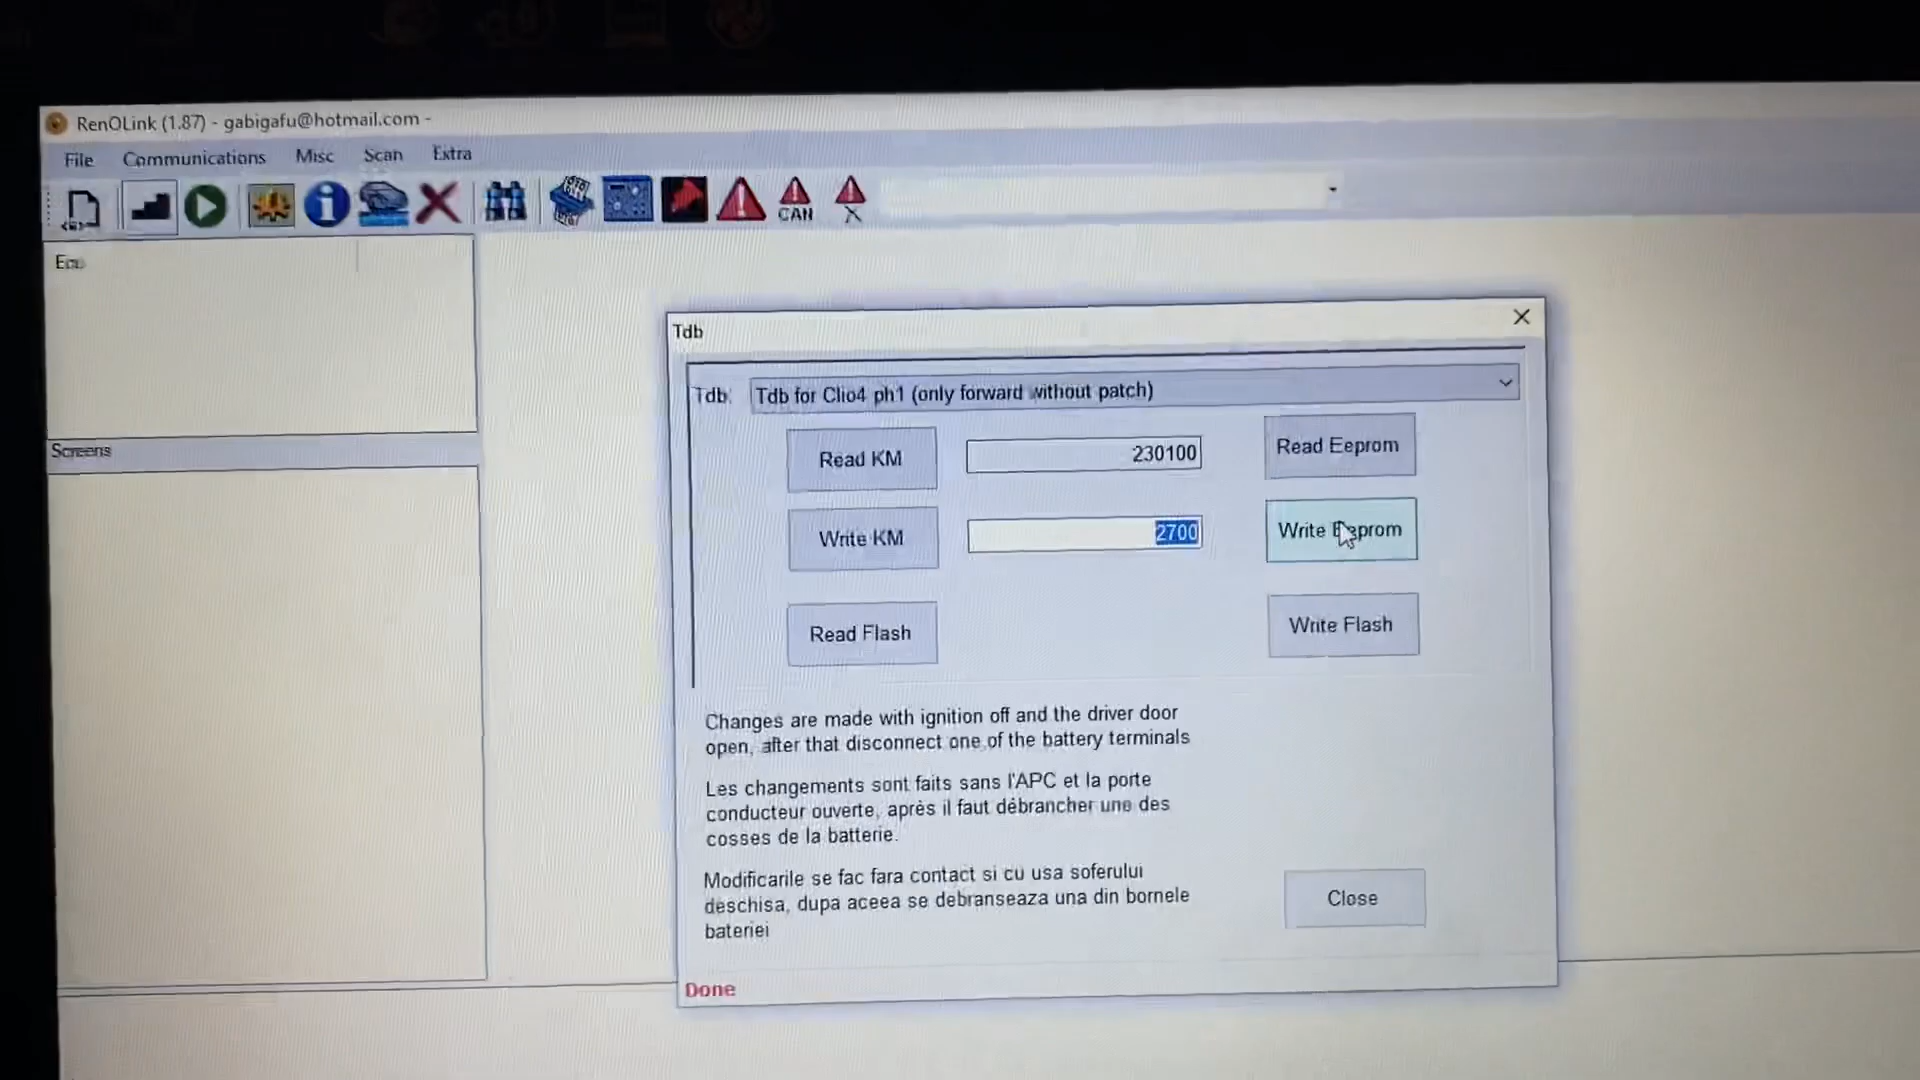 RenOLink (1.87) - gabigafu@hotmail.com -
File Communications Misc Scan Extra
CAN
Ecu
Screens
Tdb
Tdb: Tdb for Clio4 ph1 (only forward without patch)
Read KM 230100 Read Eeprom
Write KM 2700 Write Eeprom
Read Flash Write Flash
Changes are made with ignition off and the driver door
open, after that disconnect one of the battery terminals
Les changements sont faits sans l'APC et la porte
conducteur ouverte, après il faut débrancher une des
cosses de la batterie.
Modificarile se fac fara contact si cu usa soferului
deschisa, dupa aceea se debranseaza una din bornele
bateriei
Close
Done